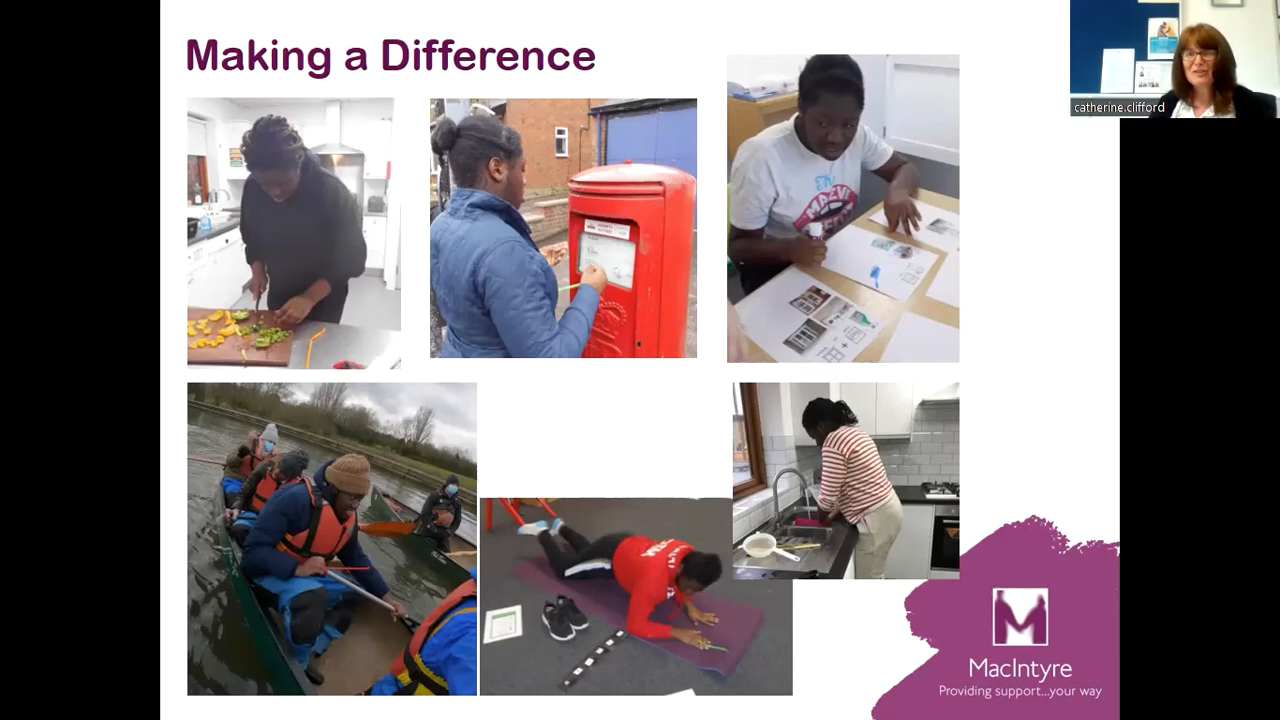 Making a Difference
catherine.clifford
MacIntyre
Providing support...your way